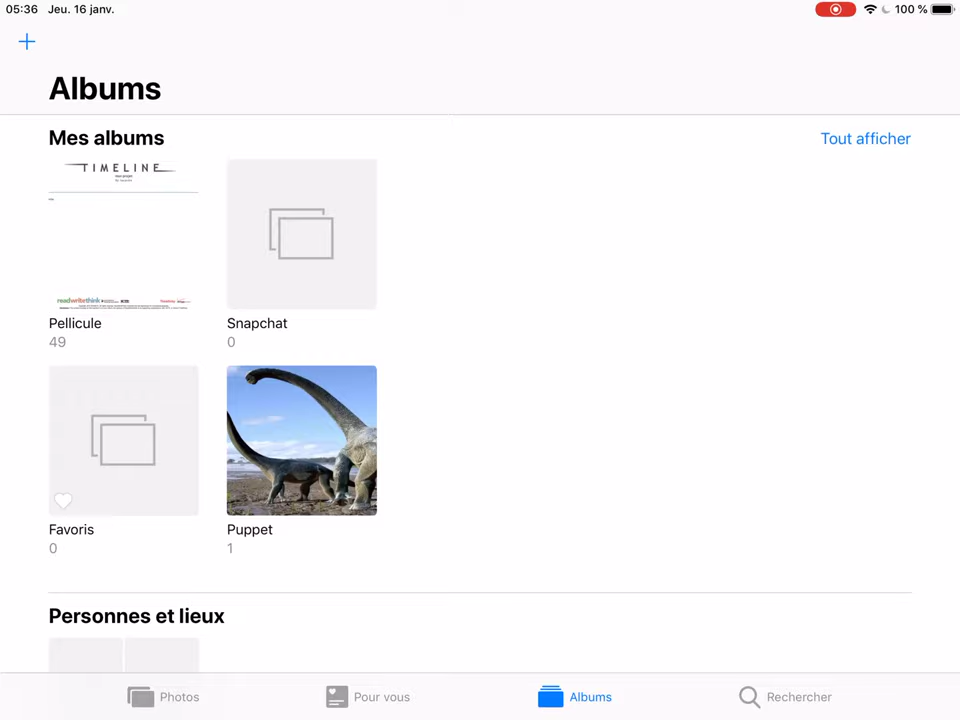 05:36 Jeu. 16 janv.
100 %
Albums
Mes albums
Tout afficher
TIMELINE
readwritethink
Pellicule
49
Snapchat
0
Favoris
0
Puppet
1
Personnes et lieux
Photos
Pour vous
Albums
Rechercher